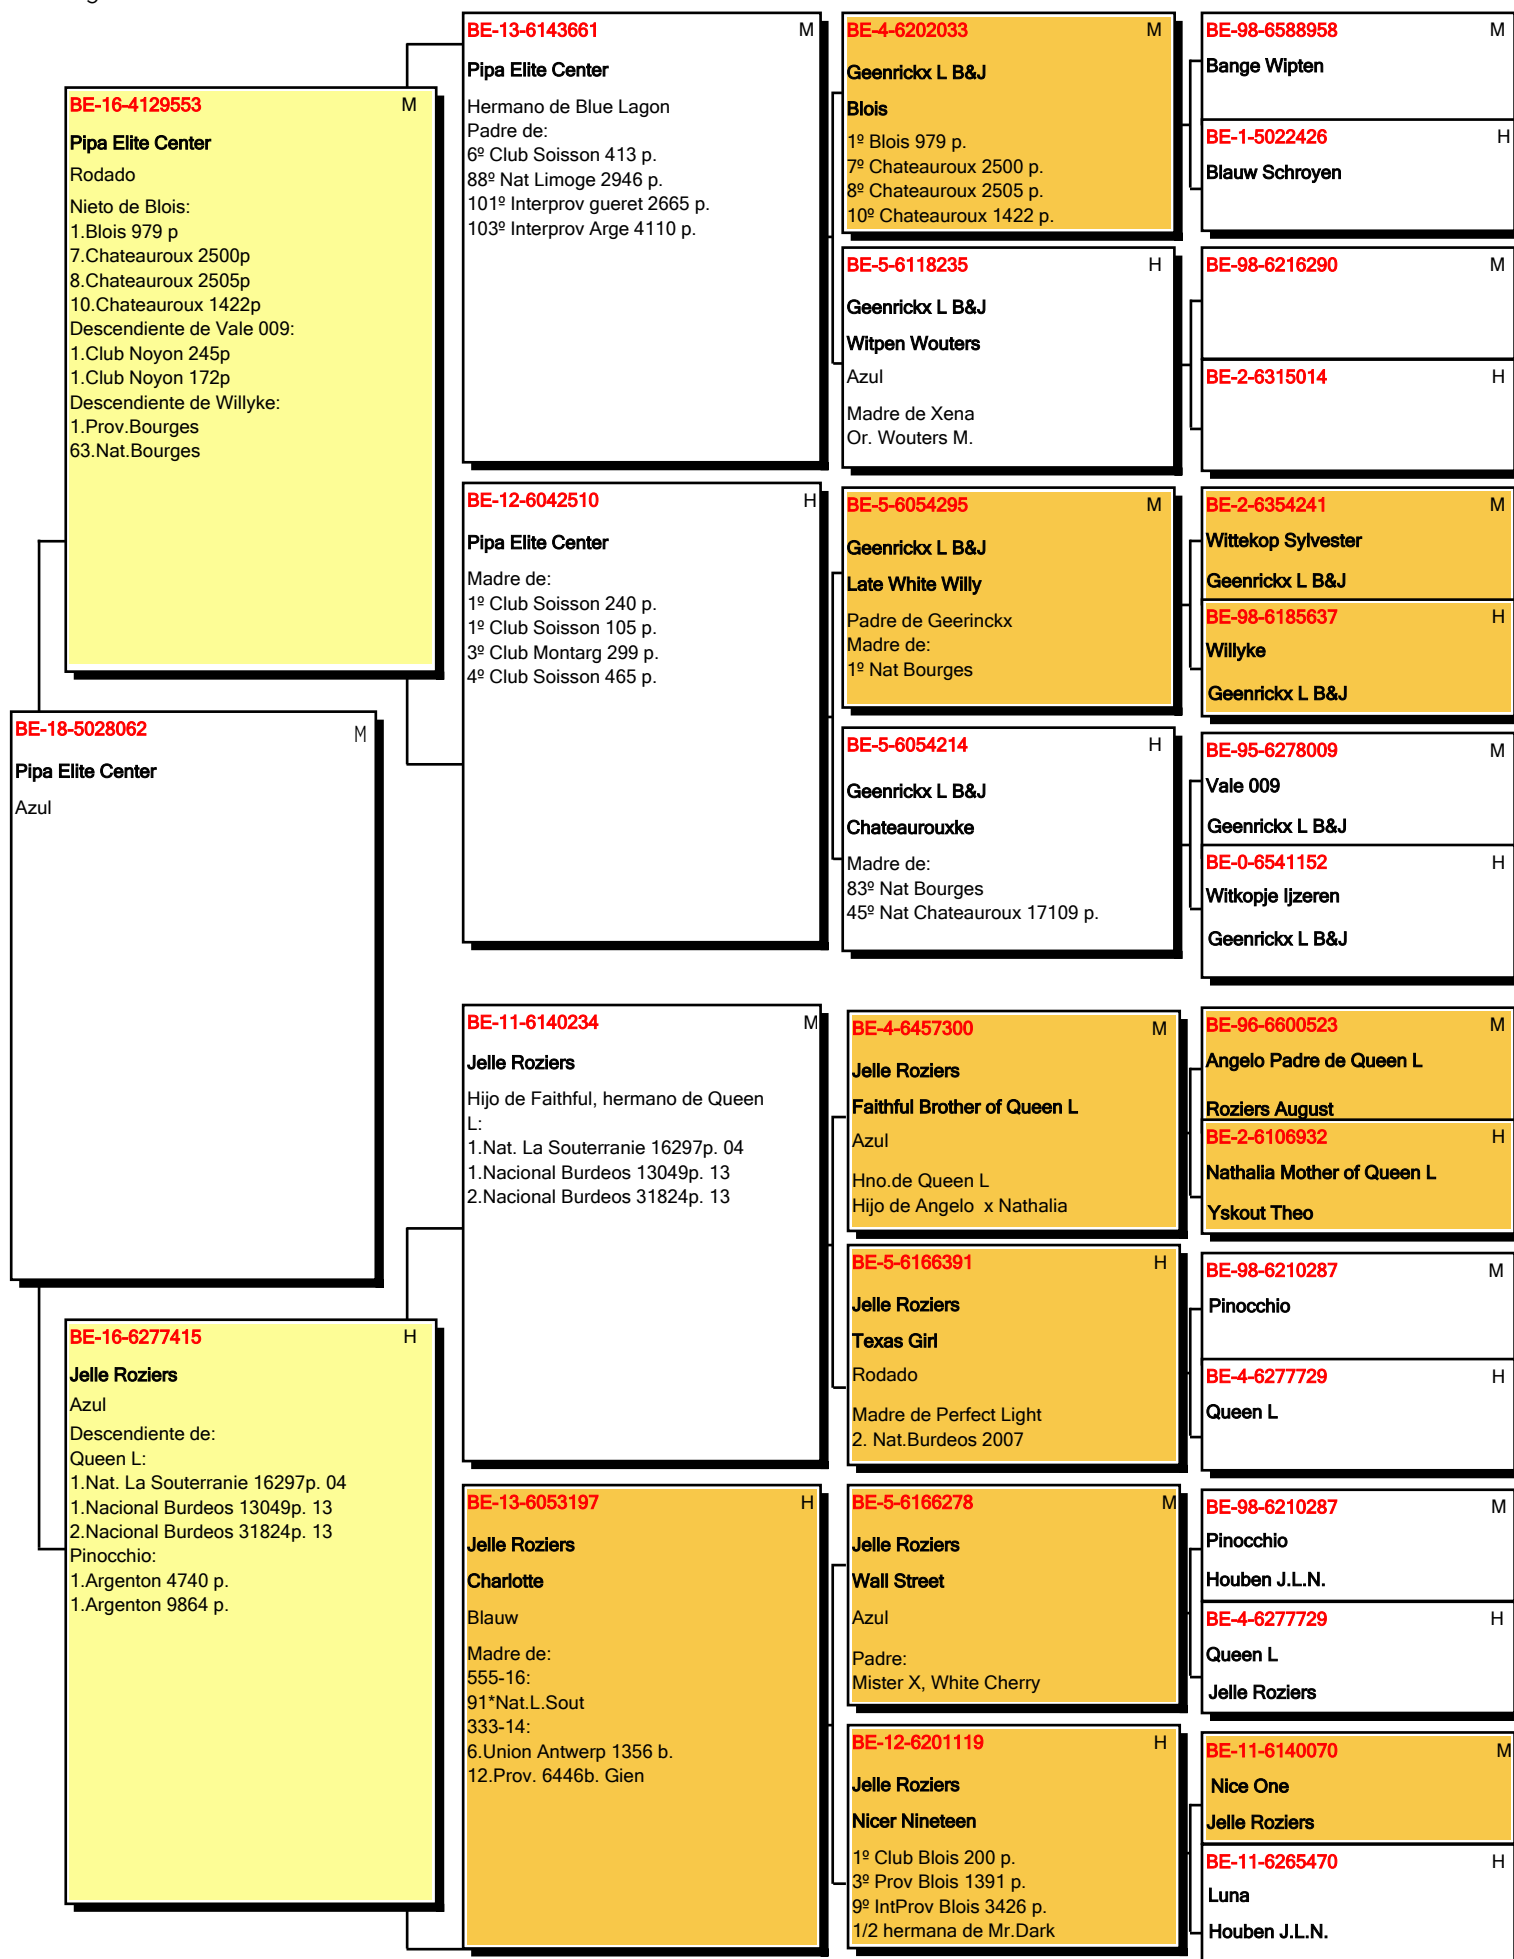 BE-18-5028062 M
Pipa Elite Center
Azul
BE-16-4129553 M
Pipa Elite Center
Rodado
Nieto de Blois:
1.Blois 979 p
7.Chateauroux 2500p
8.Chateauroux 2505p
10.Chateauroux 1422p
Descendiente de Vale 009:
1.Club Noyon 245p
1.Club Noyon 172p
Descendiente de Willyke:
1.Prov.Bourges
63.Nat.Bourges
BE-16-6277415 H
Jelle Roziers
Azul
Descendiente de:
Queen L:
1.Nat. La Souterranie 16297p. 04
1.Nacional Burdeos 13049p. 13
2.Nacional Burdeos 31824p. 13
Pinocchio:
1.Argenton 4740 p.
1.Argenton 9864 p.
BE-13-6143661 M
Pipa Elite Center
Hermano de Blue Lagon
Padre de:
6º Club Soisson 413 p.
88º Nat Limoge 2946 p.
101º Interprov gueret 2665 p.
103º Interprov Arge 4110 p.
BE-12-6042510 H
Pipa Elite Center
Madre de:
1º Club Soisson 240 p.
1º Club Soisson 105 p.
3º Club Montarg 299 p.
4º Club Soisson 465 p.
BE-11-6140234 M
Jelle Roziers
Hijo de Faithful, hermano de Queen
L:
1.Nat. La Souterranie 16297p. 04
1.Nacional Burdeos 13049p. 13
2.Nacional Burdeos 31824p. 13
BE-13-6053197 H
Jelle Roziers
Charlotte
Blauw
Madre de:
555-16:
91*Nat.L.Sout
333-14:
6.Union Antwerp 1356 b.
12.Prov. 6446b. Gien
BE-4-6202033 M
Geenrickx L B&J
Blois
1º Blois 979 p.
7º Chateauroux 2500 p.
8º Chateauroux 2505 p.
10º Chateauroux 1422 p.
BE-5-6118235 H
Geenrickx L B&J
Witpen Wouters
Azul
Madre de Xena
Or. Wouters M.
BE-5-6054295 M
Geenrickx L B&J
Late White Willy
Padre de Geerinckx
Madre de:
1º Nat Bourges
BE-5-6054214 H
Geenrickx L B&J
Chateaurouxke
Madre de:
83º Nat Bourges
45º Nat Chateauroux 17109 p.
BE-4-6457300 M
Jelle Roziers
Faithful Brother of Queen L
Azul
Hno.de Queen L
Hijo de Angelo x Nathalia
BE-5-6166391 H
Jelle Roziers
Texas Girl
Rodado
Madre de Perfect Light
2. Nat.Burdeos 2007
BE-5-6166278 M
Jelle Roziers
Wall Street
Azul
Padre:
Mister X, White Cherry
BE-12-6201119 H
Jelle Roziers
Nicer Nineteen
1º Club Blois 200 p.
3º Prov Blois 1391 p.
9º IntProv Blois 3426 p.
1/2 hermana de Mr.Dark
BE-98-6588958 M
Bange Wipten
BE-1-5022426 H
Blauw Schroyen
BE-98-6216290 M
BE-2-6315014 H
BE-2-6354241 M
Wittekop Sylvester
Geenrickx L B&J
BE-98-6185637 H
Willyke
Geenrickx L B&J
BE-95-6278009 M
Vale 009
Geenrickx L B&J
BE-0-6541152 H
Witkopje Ijzeren
Geenrickx L B&J
BE-96-6600523 M
Angelo Padre de Queen L
Roziers August
BE-2-6106932 H
Nathalia Mother of Queen L
Yskout Theo
BE-98-6210287 M
Pinocchio
BE-4-6277729 H
Queen L
BE-98-6210287 M
Pinocchio
Houben J.L.N.
BE-4-6277729 H
Queen L
Jelle Roziers
BE-11-6140070 M
Nice One
Jelle Roziers
BE-11-6265470 H
Luna
Houben J.L.N.